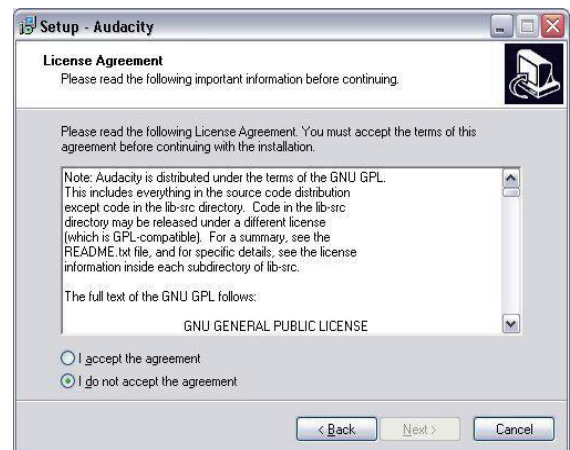 Setup - Audacity
License Agreement
Please read the following important information before continuing.
Please read the following License Agreement. You must accept the terms of this
agreement before continuing with the installation.
Note: Audacity is distributed under the terms of the GNU GPL.
This includes everything in the source code distribution
except code in the lib-src directory. Code in the lib-src
directory may be released under a different license
(which is GPL-compatible). For a summary, see the
README.txt file, and for specific details, see the license
information inside each subdirectory of lib-src.
The full text of the GNU GPL follows:
GNU GENERAL PUBLIC LICENSE
I accept the agreement
I do not accept the agreement
< Back Next > Cancel